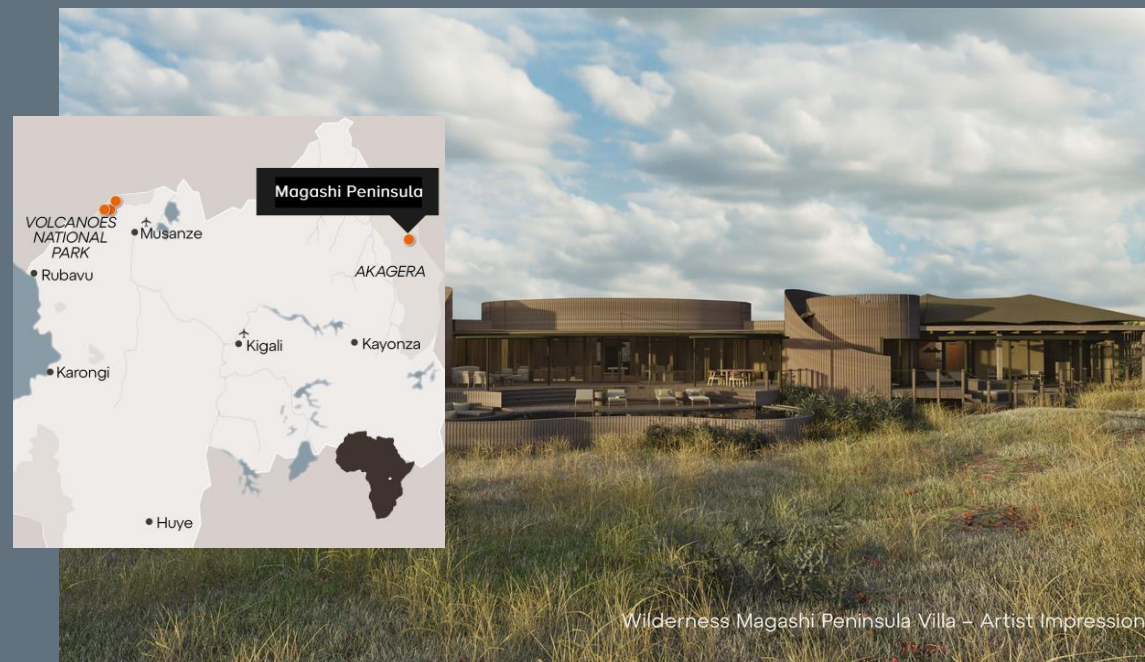 Magashi Peninsula
VOLCANOES
NATIONAL
PARK
Musanze
Rubavu
AKAGERA
Kigali
Kayonza
Karongi
Huye
Wilderness Magashi Peninsula Villa – Artist Impression